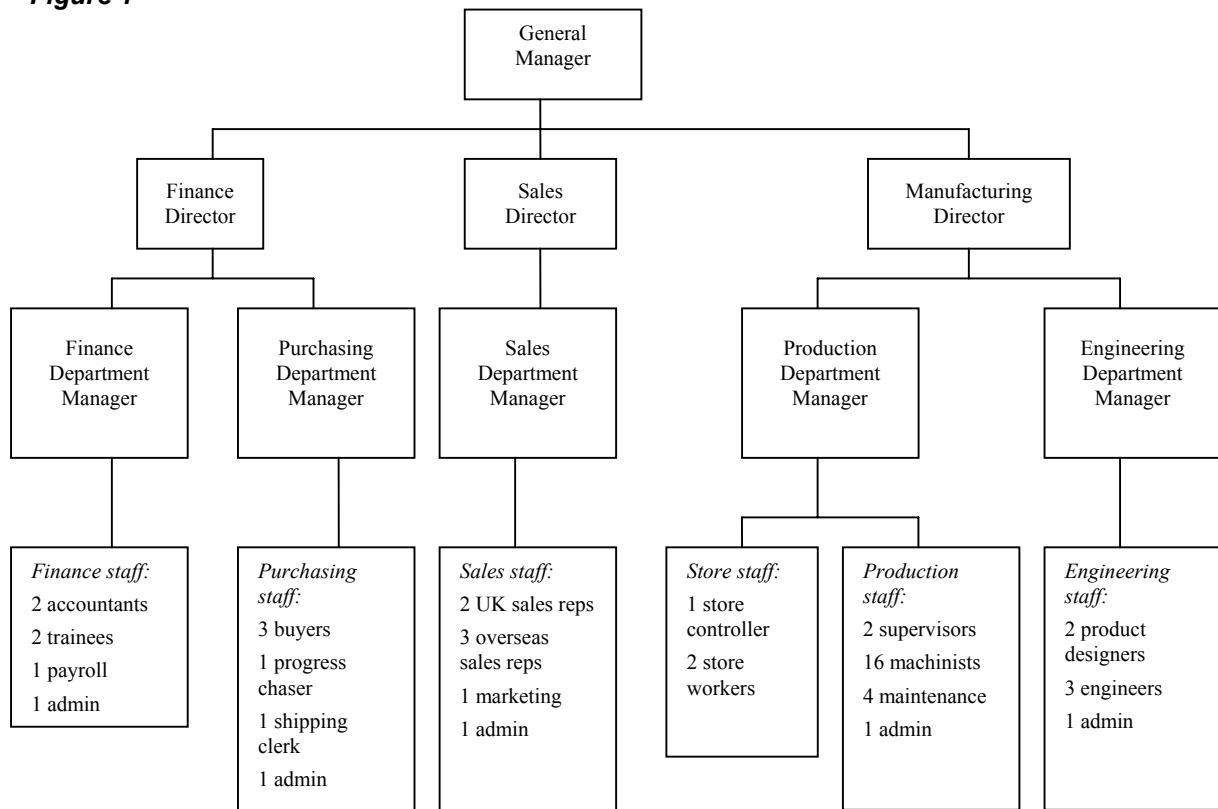 Figure 1
General
Manager
Finance
Director
Sales
Director
Manufacturing
Director
Finance
Department
Manager
Purchasing
Department
Manager
Sales
Department
Manager
Production
Department
Manager
Engineering
Department
Manager
Finance staff:
2 accountants
2 trainees
1 payroll
1 admin
Purchasing
staff:
3 buyers
1 progress
chaser
1 shipping
clerk
1 admin
Sales staff:
2 UK sales reps
3 overseas
sales reps
1 marketing
1 admin
Store staff:
1 store
controller
2 store
workers
Production
staff:
2 supervisors
16 machinists
4 maintenance
1 admin
Engineering
staff:
2 product
designers
3 engineers
1 admin